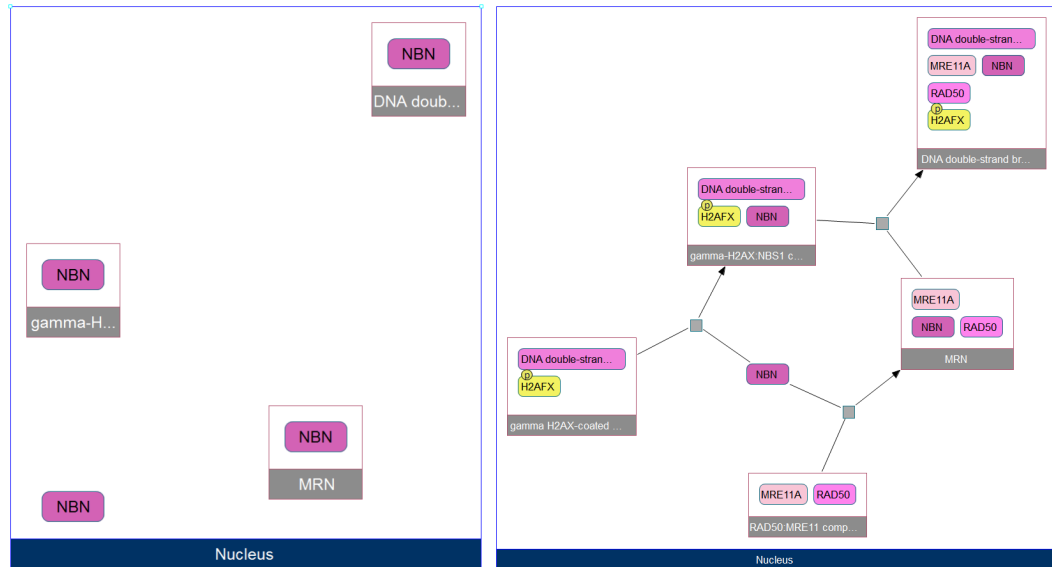 NBN
DNA doub...
NBN
gamma-H...
NBN
MRN
NBN
Nucleus
DNA double-stran...
MRE11A
NBN
RAD50
p
H2AFX
DNA double-strand br...
DNA double-stran...
p
H2AFX
NBN
gamma-H2AX:NBS1 c...
MRE11A
NBN
RAD50
MRN
DNA double-stran...
p
H2AFX
gamma H2AX-coated ...
NBN
MRE11A
RAD50
RAD50:MRE11 comp...
Nucleus